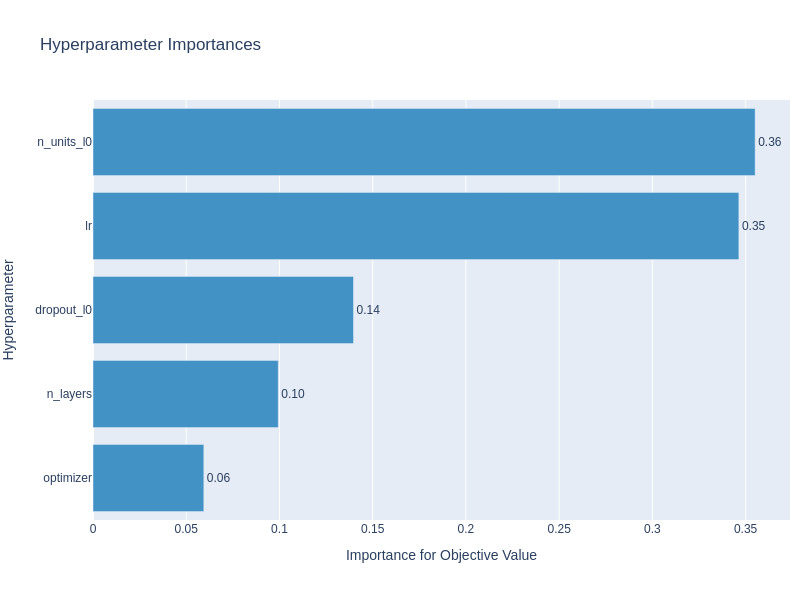 Hyperparameter Importances
Hyperparameter
n_units_l0
0.36
lr
0.35
dropout_l0
0.14
n_layers
0.10
optimizer
0.06
0
0.05
0.1
0.15
0.2
0.25
0.3
0.35
Importance for Objective Value